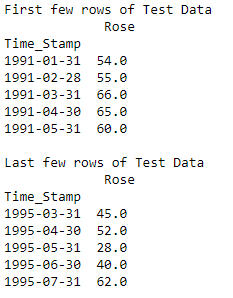 First few rows of Test Data
Rose
Time_Stamp
1991-01-31 54.0
1991-02-28 55.0
1991-03-31 66.0
1991-04-30 65.0
1991-05-31 60.0
Last few rows of Test Data
Rose
Time_Stamp
1995-03-31 45.0
1995-04-30 52.0
1995-05-31 28.0
1995-06-30 40.0
1995-07-31 62.0